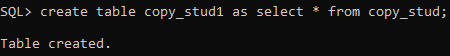 SQL> create table copy_stud1 as select * from copy_stud;
Table created.